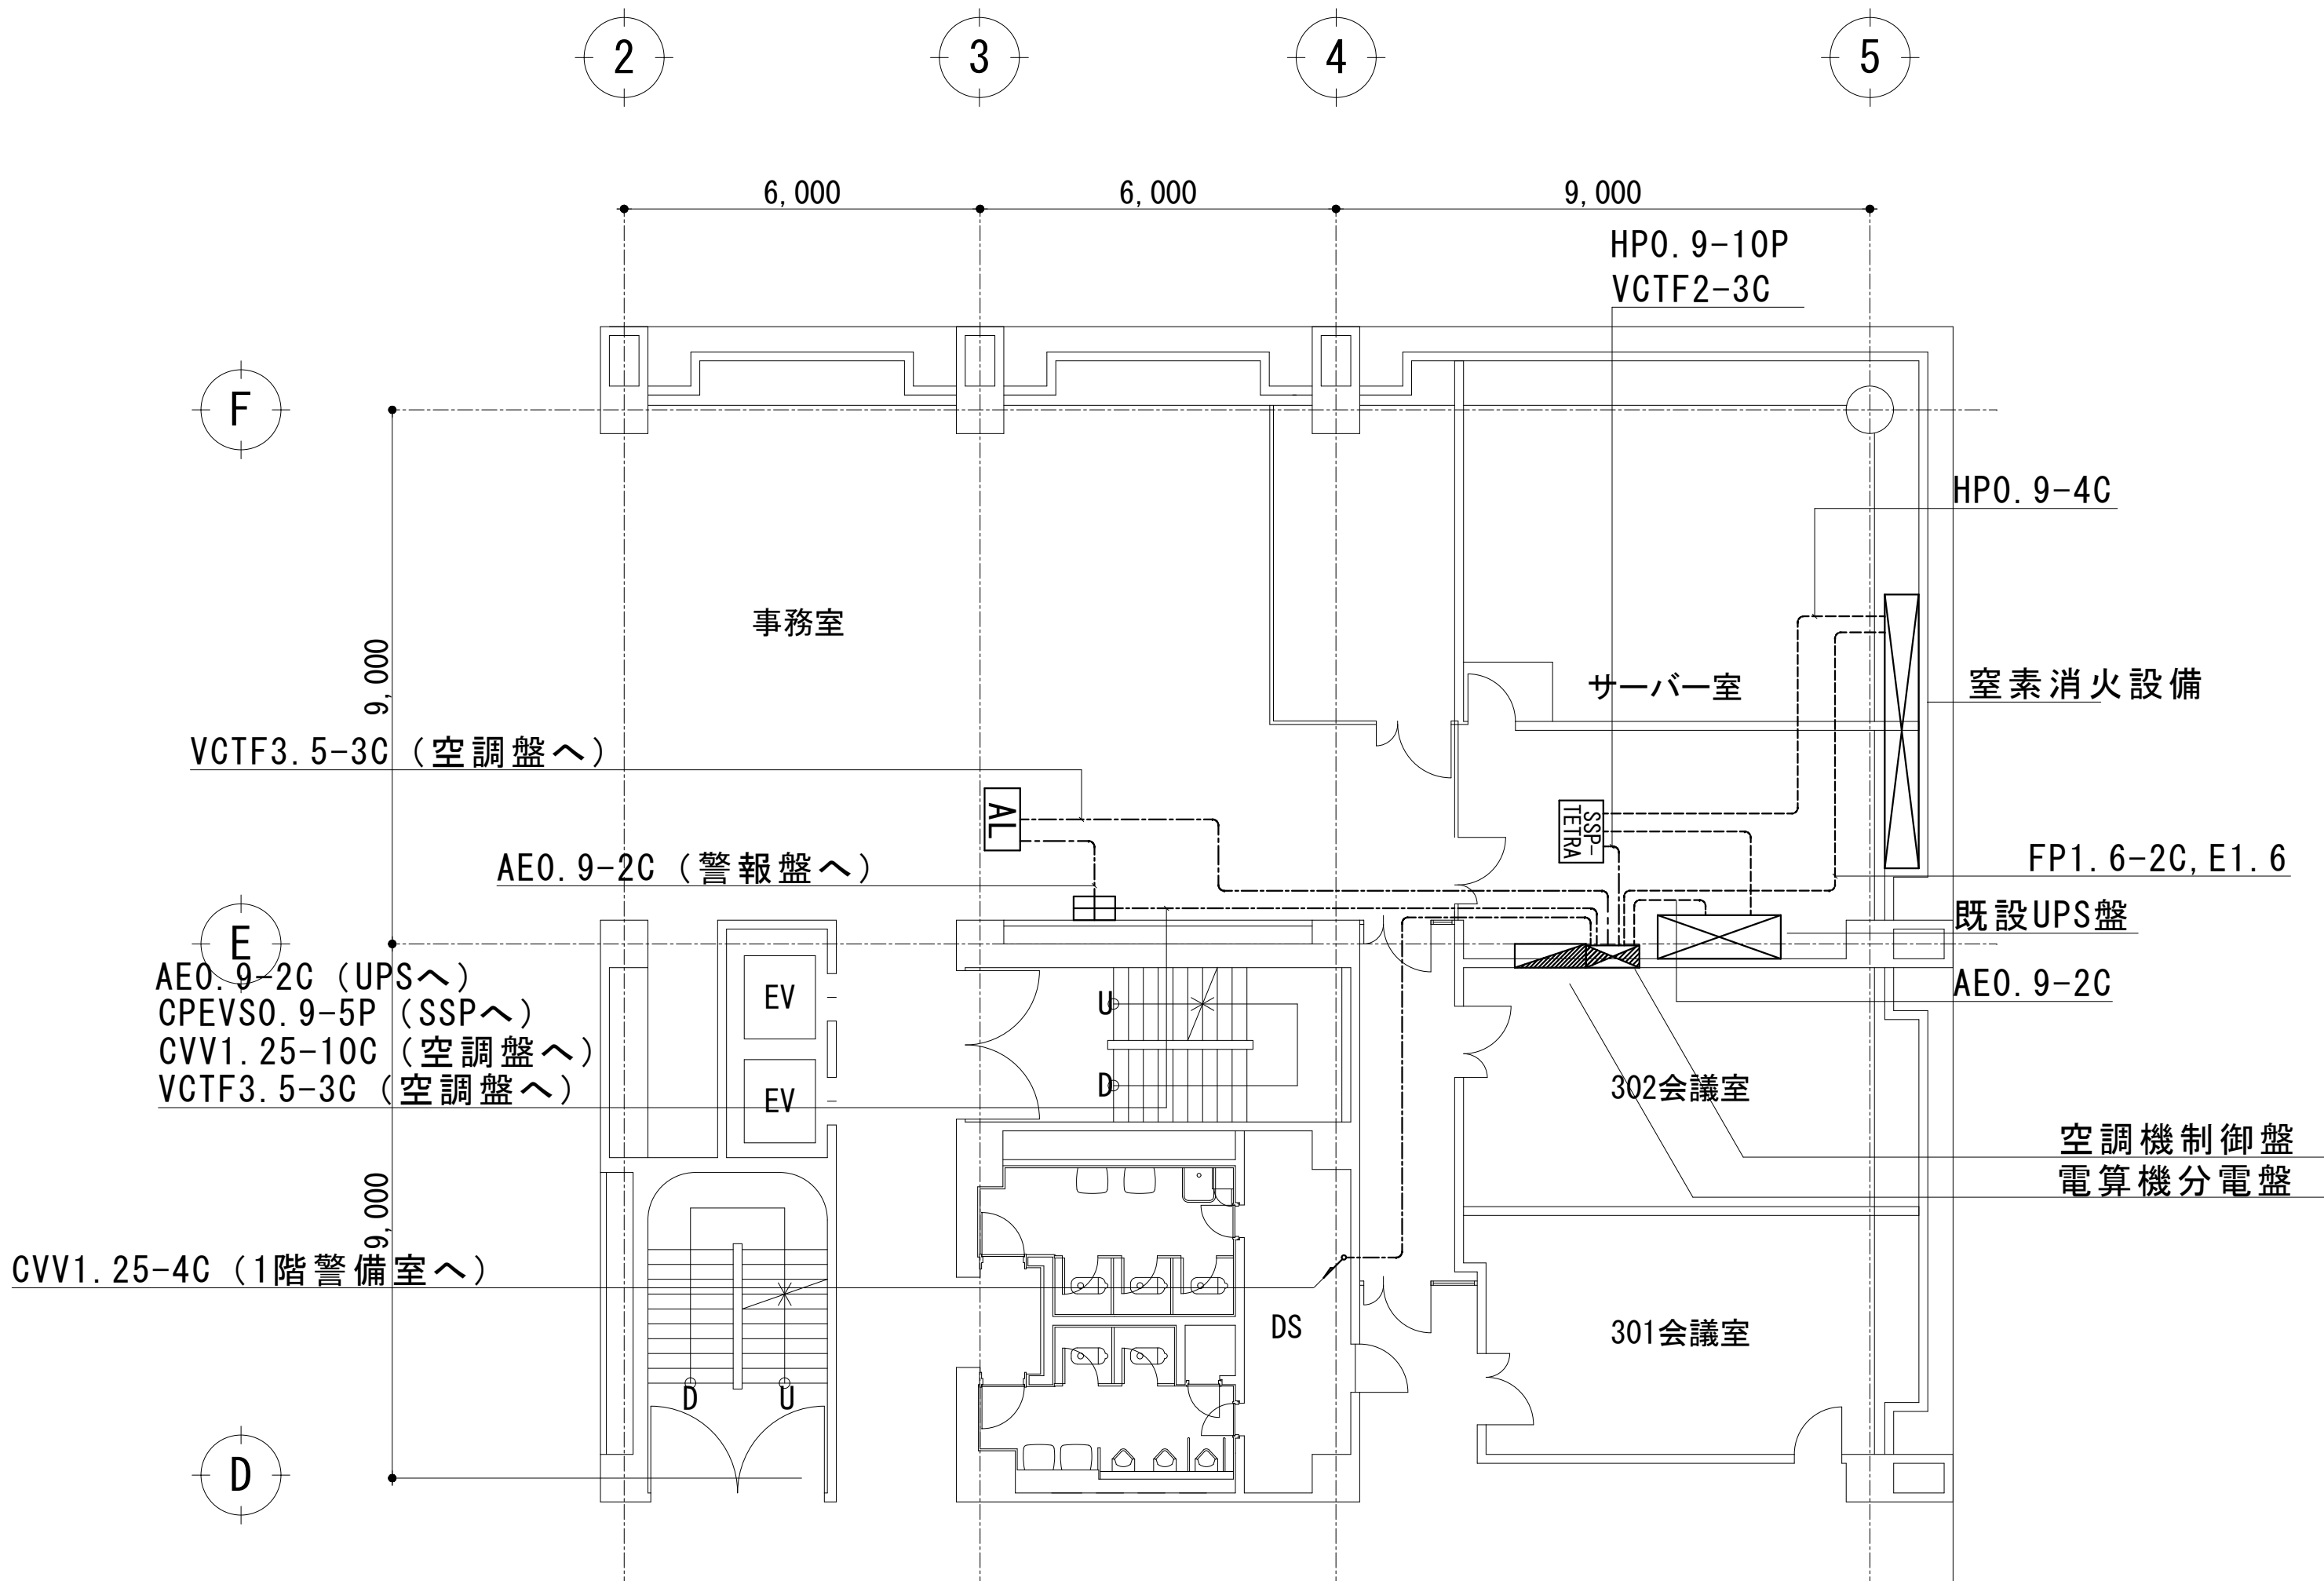 2
3
4
5
6,000
6,000
9,000
HP0.9-10P
VCTF2-3C
F
HP0.9-4C
事務室
9,000
サーバー室
窒素消火設備
VCTF3.5-3C（空調盤へ）
AL
SSP-
TETRA
AE0.9-2C（警報盤へ）
FP1.6-2C,E1.6
既設UPS盤
E
AE0.9-2C（UPSへ）
CPEVS0.9-5P（SSPへ）
CVV1.25-10C（空調盤へ）
VCTF3.5-3C（空調盤へ）
AE0.9-2C
EV
EV
U
D
302会議室
空調機制御盤
電算機分電盤
9,000
CVV1.25-4C（1階警備室へ）
DS
301会議室
D
U
D